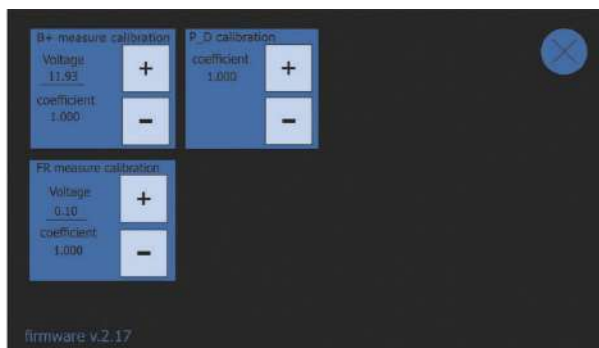 B+ measure calibration
Voltage
11.93
coefficient
1.000
+
-
P_D calibration
coefficient
1.000
+
-
FR measure calibration
Voltage
0.10
coefficient
1.000
+
-
firmware v.2.17